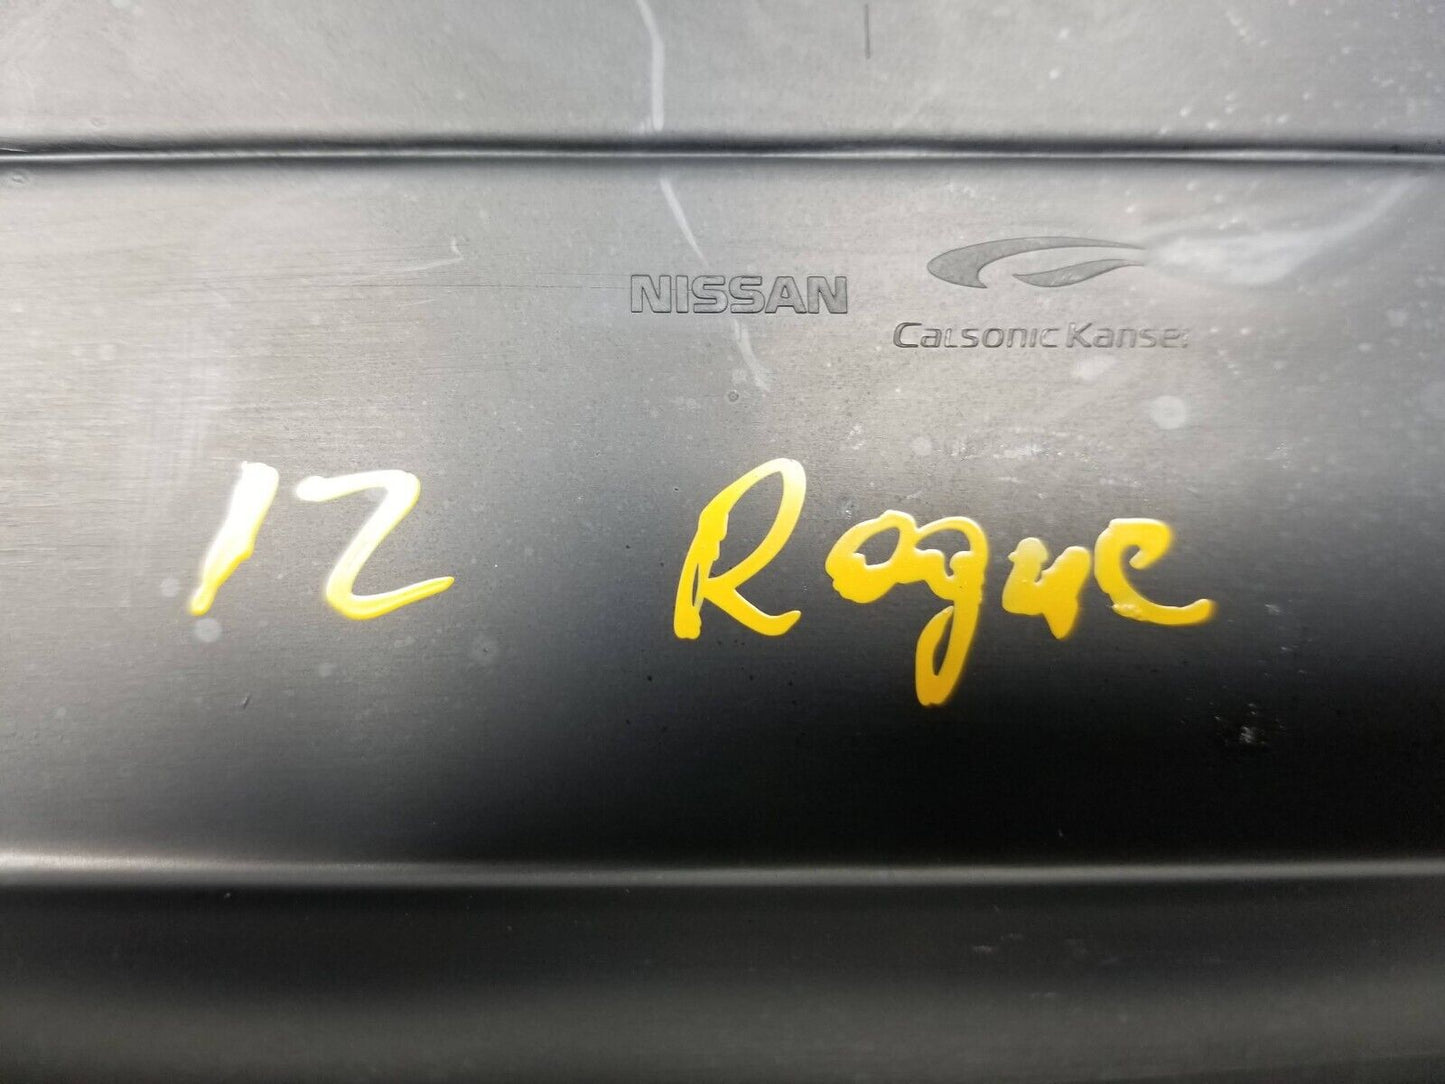 NISSAN
Calsonic Kansei
12 Rogue